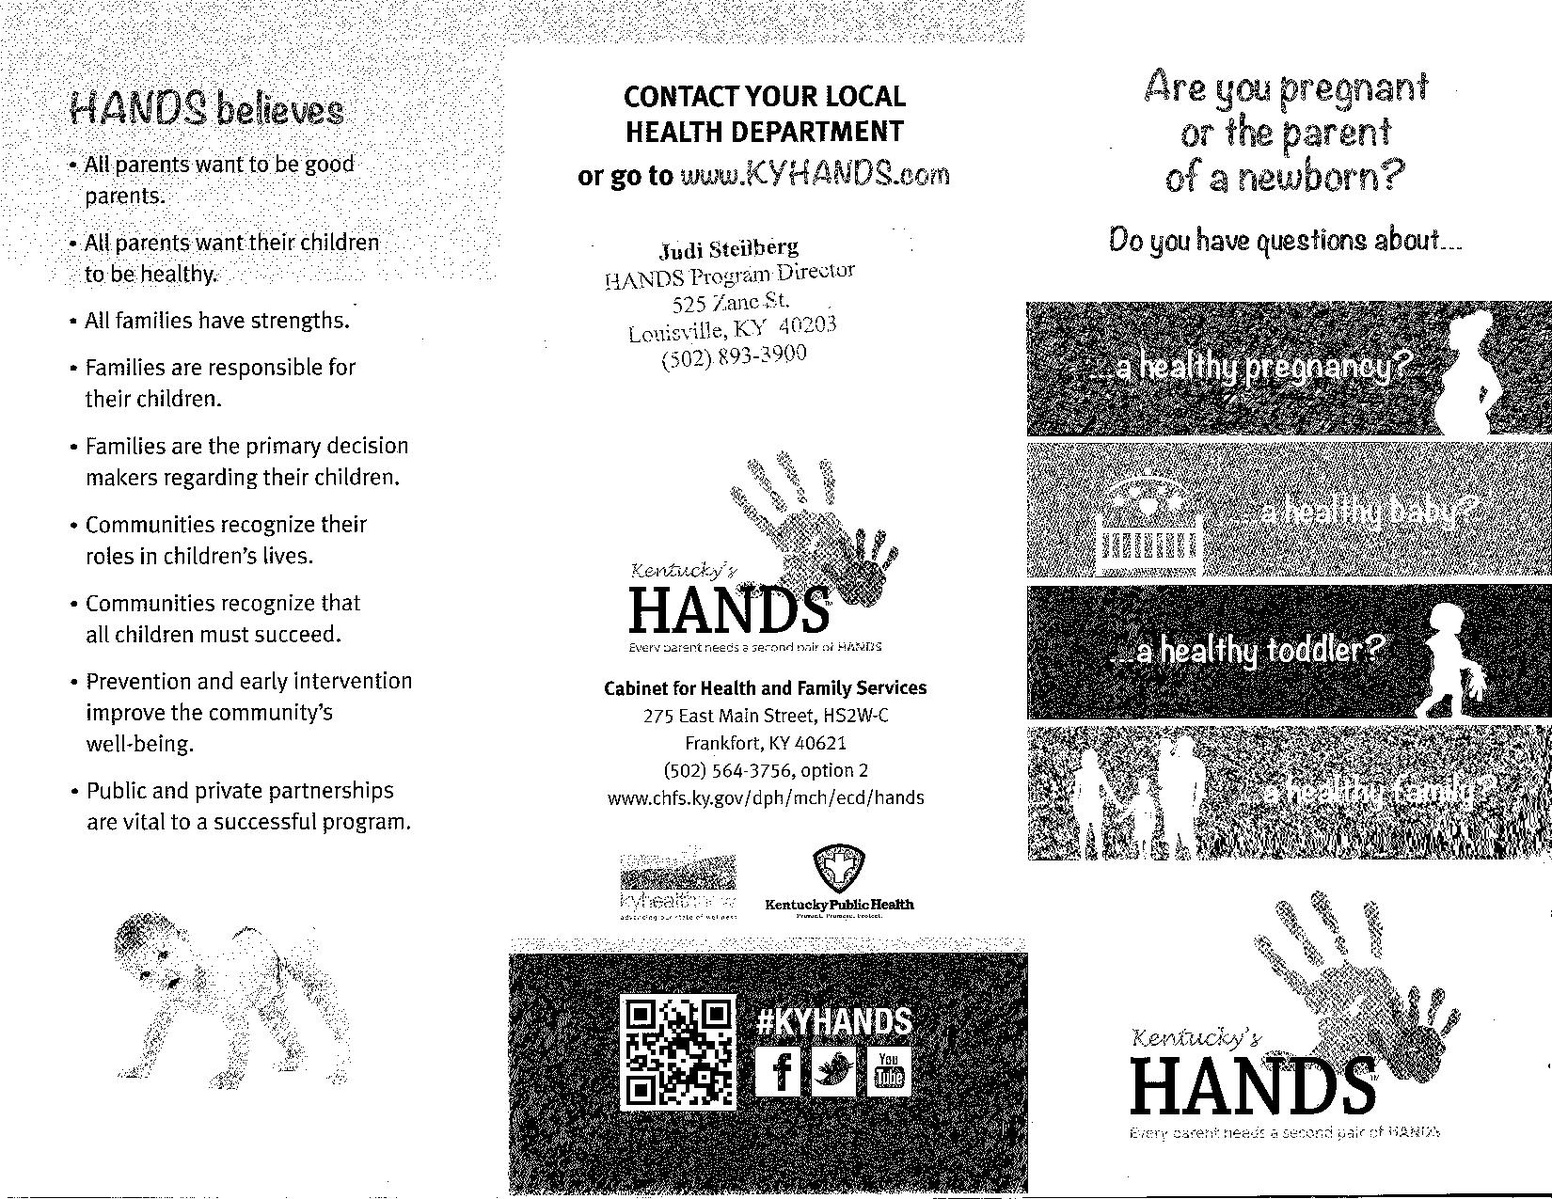 HANDS believes
• All parents want to be good
parents.
• All parents want their children
to be healthy.
• All families have strengths.
• Families are responsible for
their children.
• Families are the primary decision
makers regarding their children.
• Communities recognize their
roles in children's lives.
• Communities recognize that
all children must succeed.
• Prevention and early intervention
improve the community's
well-being.
• Public and private partnerships
are vital to a successful program.
CONTACT YOUR LOCAL
HEALTH DEPARTMENT
or go to www.KYHANDS.com
Judi Steilberg
HANDS Program Director
525 Zane St.
Louisville, KY 40203
(502) 893-3900
Kentucky's
HANDS™
Every parent needs a second pair of HANDS
Cabinet for Health and Family Services
275 East Main Street, HS2W-C
Frankfort, KY 40621
(502) 564-3756, option 2
www.chfs.ky.gov/dph/mch/ecd/hands
kyhealthnow
advancing our state of wellness
Kentucky Public Health
Prevent. Promote. Protect.
#KYHANDS
f
You
Tube
Are you pregnant
or the parent
of a newborn?
Do you have questions about...
...a healthy pregnancy?
...a healthy baby?
...a healthy toddler?
...a healthy family?
Kentucky's
HANDS™
Every parent needs a second pair of HANDS